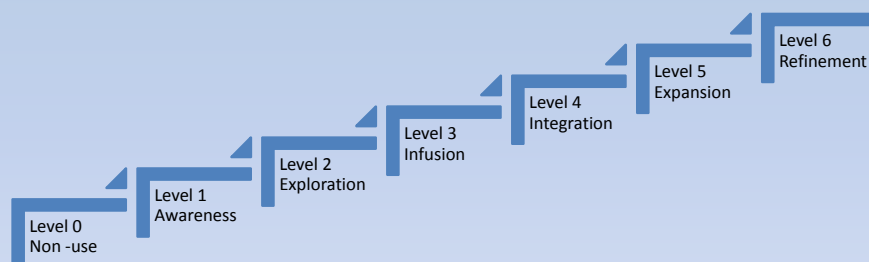 Level 0
Non -use
Level 1
Awareness
Level 2
Exploration
Level 3
Infusion
Level 4
Integration
Level 5
Expansion
Level 6
Refinement